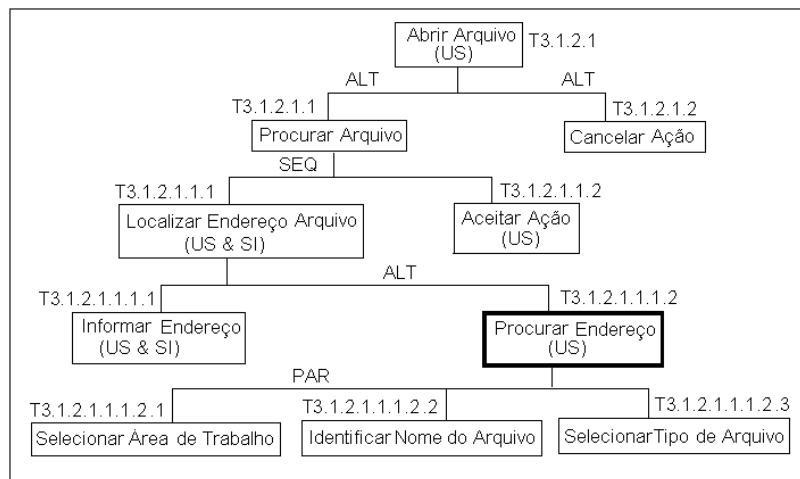 Abrir Arquivo
(US)
T3.1.2.1
ALT
ALT
T3.1.2.1.1
T3.1.2.1.2
Procurar Arquivo
Cancelar Ação
SEQ
T3.1.2.1.1.1
T3.1.2.1.1.2
Localizar Endereço Arquivo
(US & SI)
Aceitar Ação
(US)
ALT
T3.1.2.1.1.1.1
T3.1.2.1.1.1.2
Informar Endereço
(US & SI)
Procurar Endereço
(US)
PAR
T3.1.2.1.1.1.2.1
T3.1.2.1.1.1.2.2
T3.1.2.1.1.1.2.3
Selecionar Área de Trabalho
Identificar Nome do Arquivo
Selecionar Tipo de Arquivo